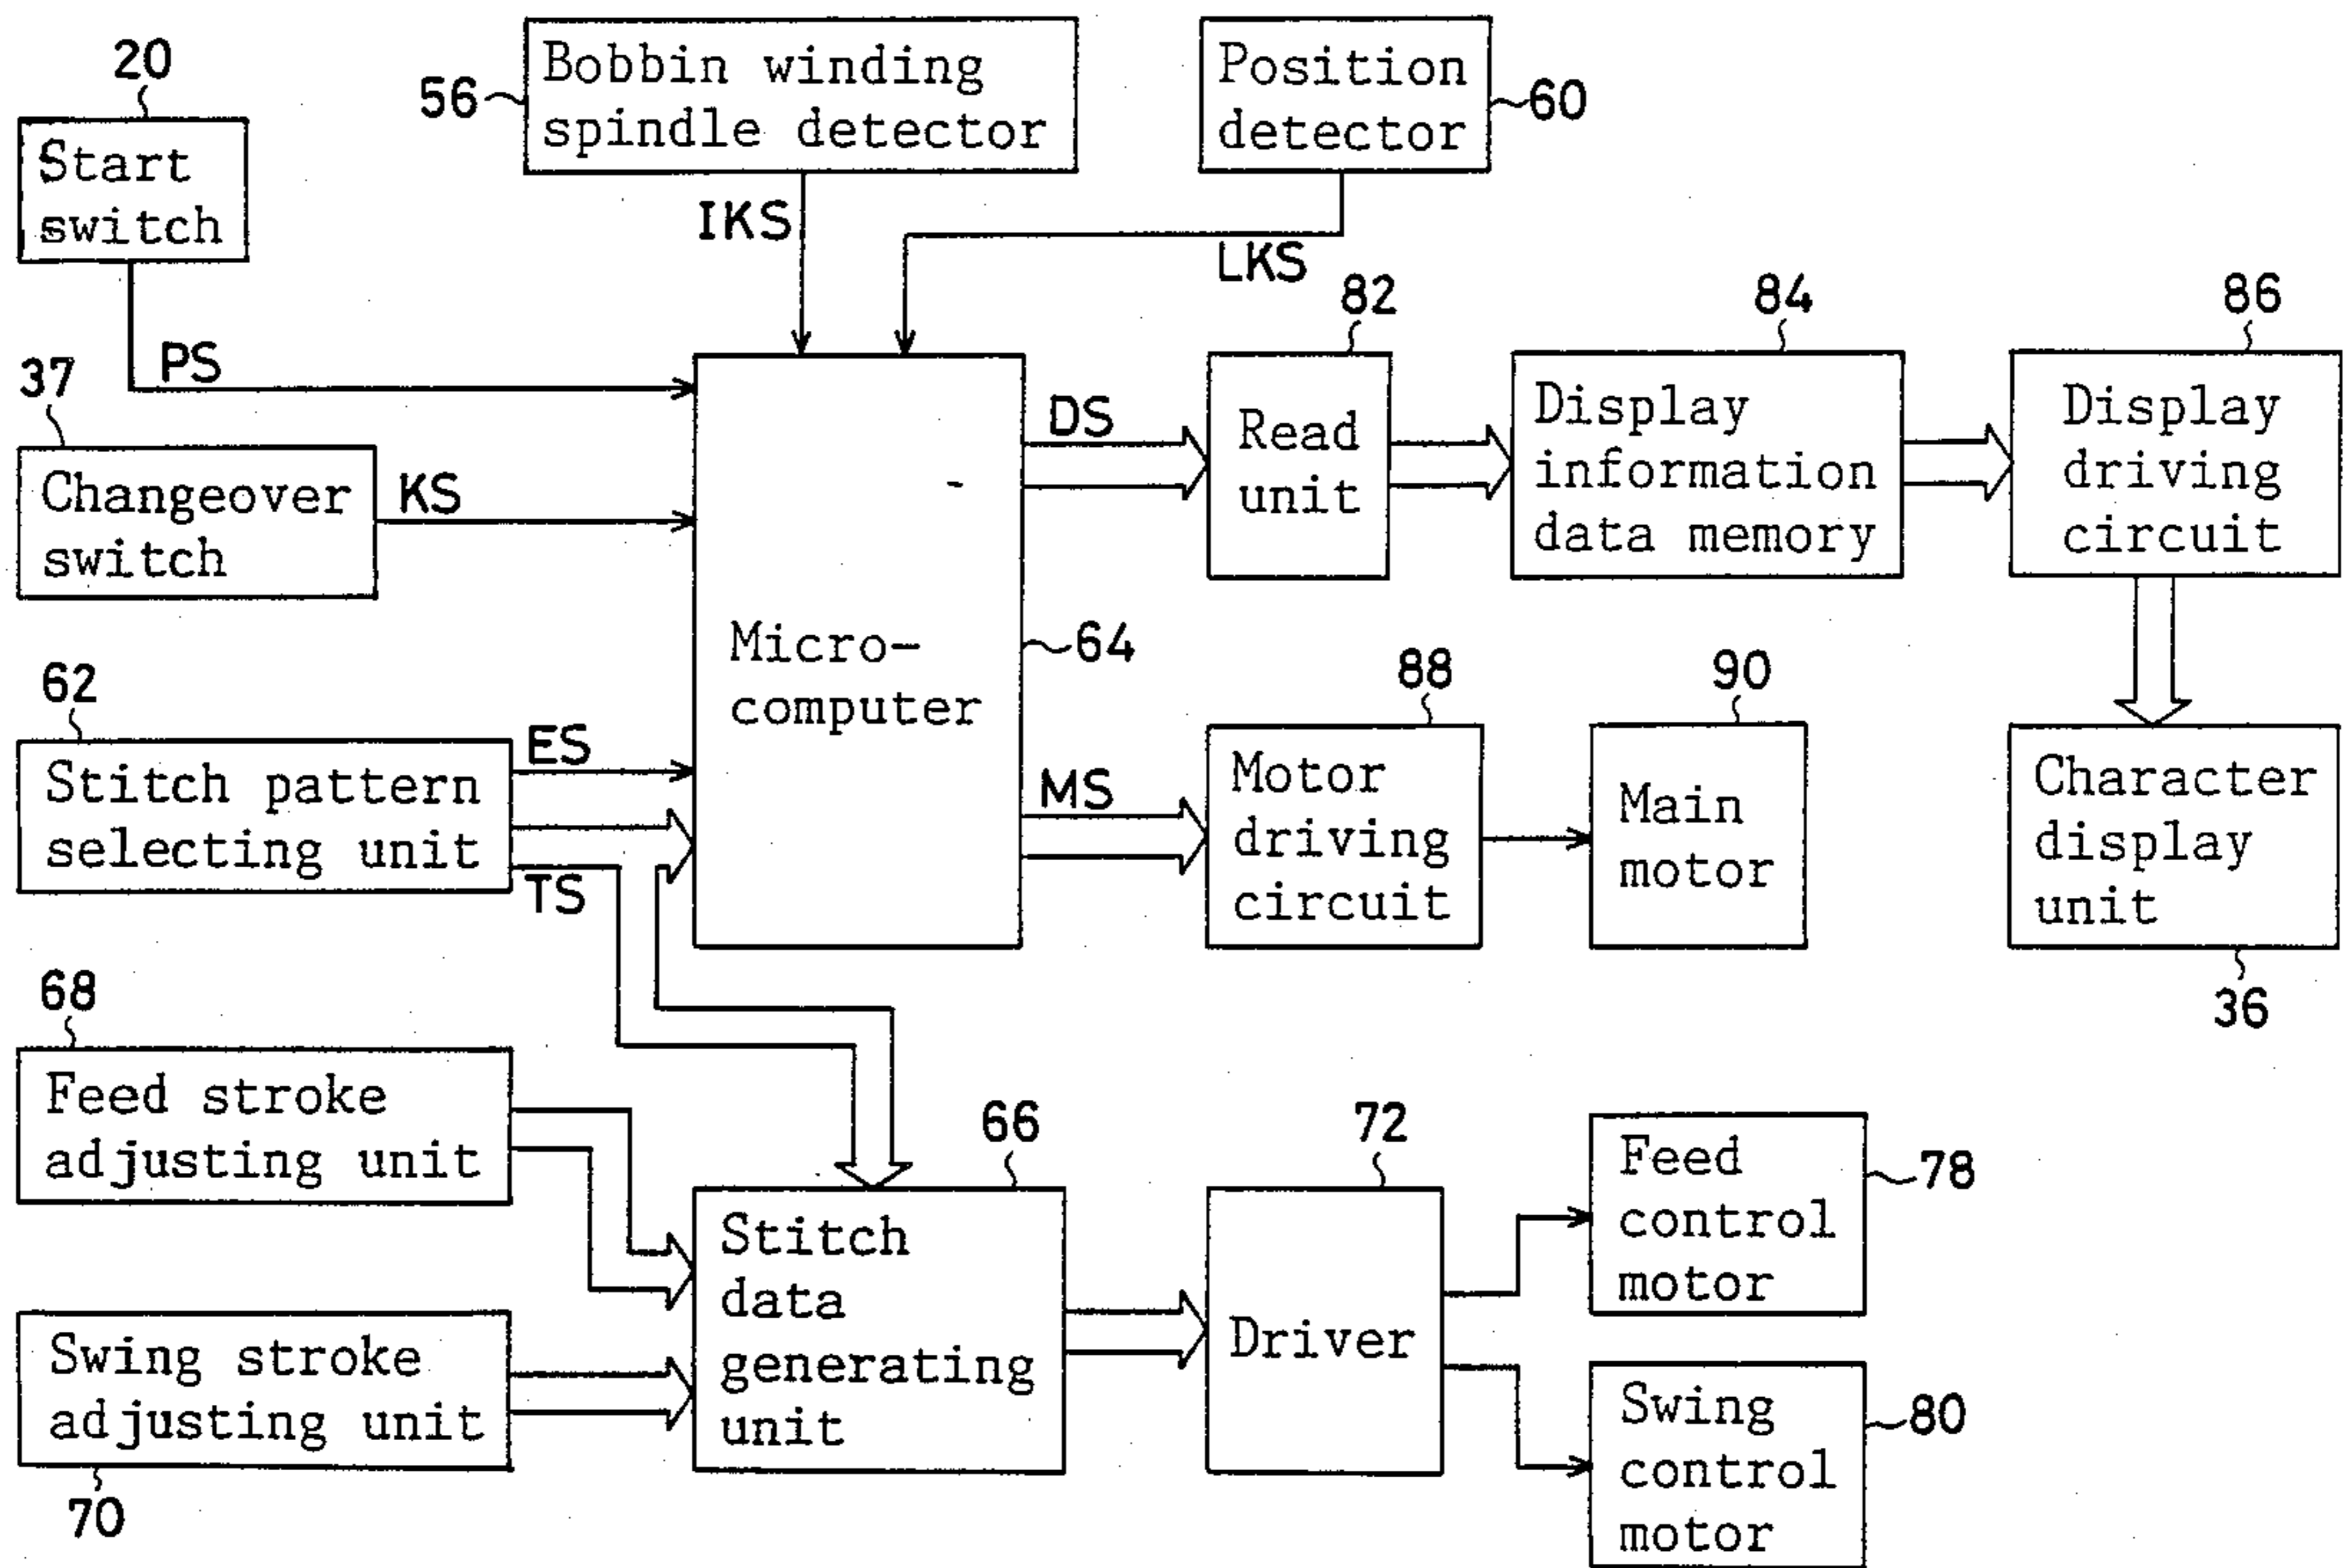 20
Start
switch
56
Bobbin winding
spindle detector
Position
detector
60
IKS
LKS
PS
37
Changeover
switch
KS
62
Stitch pattern
selecting unit
ES
TS
Micro-
computer
64
DS
82
Read
unit
84
Display
information
data memory
86
Display
driving
circuit
MS
88
Motor
driving
circuit
90
Main
motor
Character
display
unit
36
68
Feed stroke
adjusting unit
Swing stroke
adjusting unit
70
66
Stitch
data
generating
unit
72
Driver
Feed
control
motor
78
Swing
control
motor
80